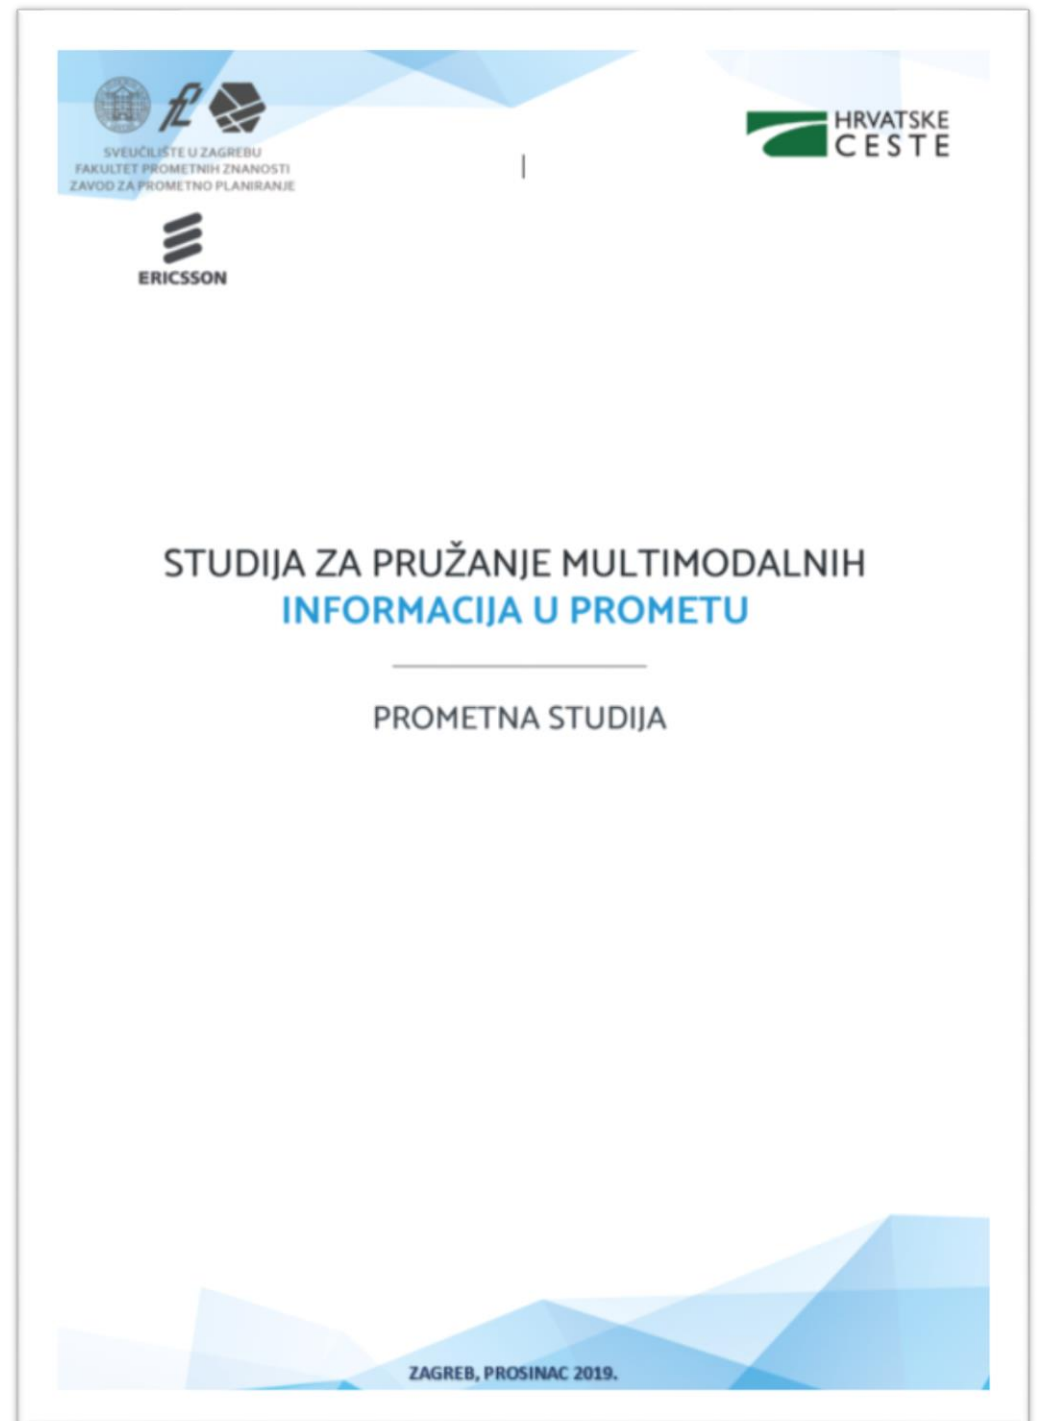 SVEUČILIŠTE U ZAGREBU
FAKULTET PROMETNIH ZNANOSTI
ZAVOD ZA PROMETNO PLANIRANJE
ERICSSON
HRVATSKE
CESTE
STUDIJA ZA PRUŽANJE MULTIMODALNIH
INFORMACIJA U PROMETU
PROMETNA STUDIJA
ZAGREB, PROSINAC 2019.